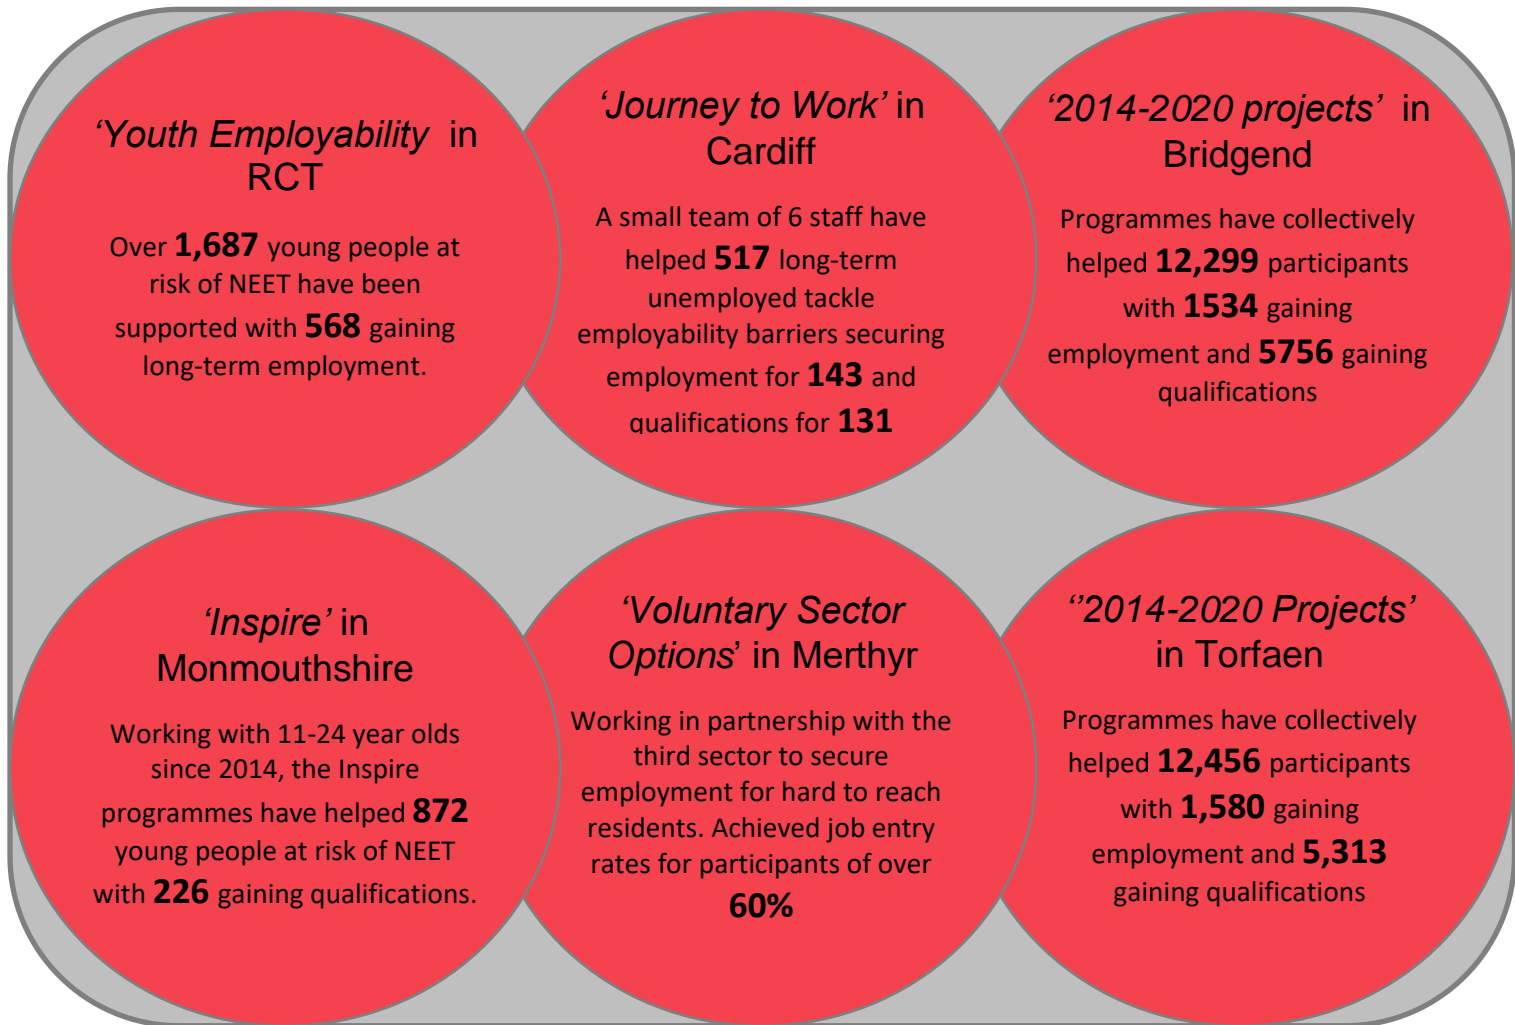 ‘Youth Employability in
RCT
Over 1,687 young people at
risk of NEET have been
supported with 568 gaining
long-term employment.
‘Journey to Work’ in
Cardiff
A small team of 6 staff have
helped 517 long-term
unemployed tackle
employability barriers securing
employment for 143 and
qualifications for 131
‘2014-2020 projects’ in
Bridgend
Programmes have collectively
helped 12,299 participants
with 1534 gaining
employment and 5756 gaining
qualifications
‘Inspire’ in
Monmouthshire
Working with 11-24 year olds
since 2014, the Inspire
programmes have helped 872
young people at risk of NEET
with 226 gaining qualifications.
‘Voluntary Sector
Options’ in Merthyr
Working in partnership with the
third sector to secure
employment for hard to reach
residents. Achieved job entry
rates for participants of over
60%
‘’2014-2020 Projects’
in Torfaen
Programmes have collectively
helped 12,456 participants
with 1,580 gaining
employment and 5,313
gaining qualifications